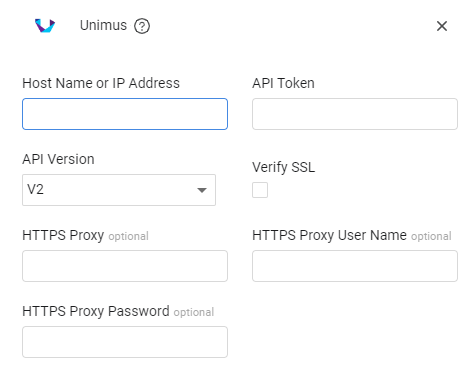 Unimus
Host Name or IP Address
API Token
API Version
V2
Verify SSL
HTTPS Proxy optional
HTTPS Proxy User Name optional
HTTPS Proxy Password optional